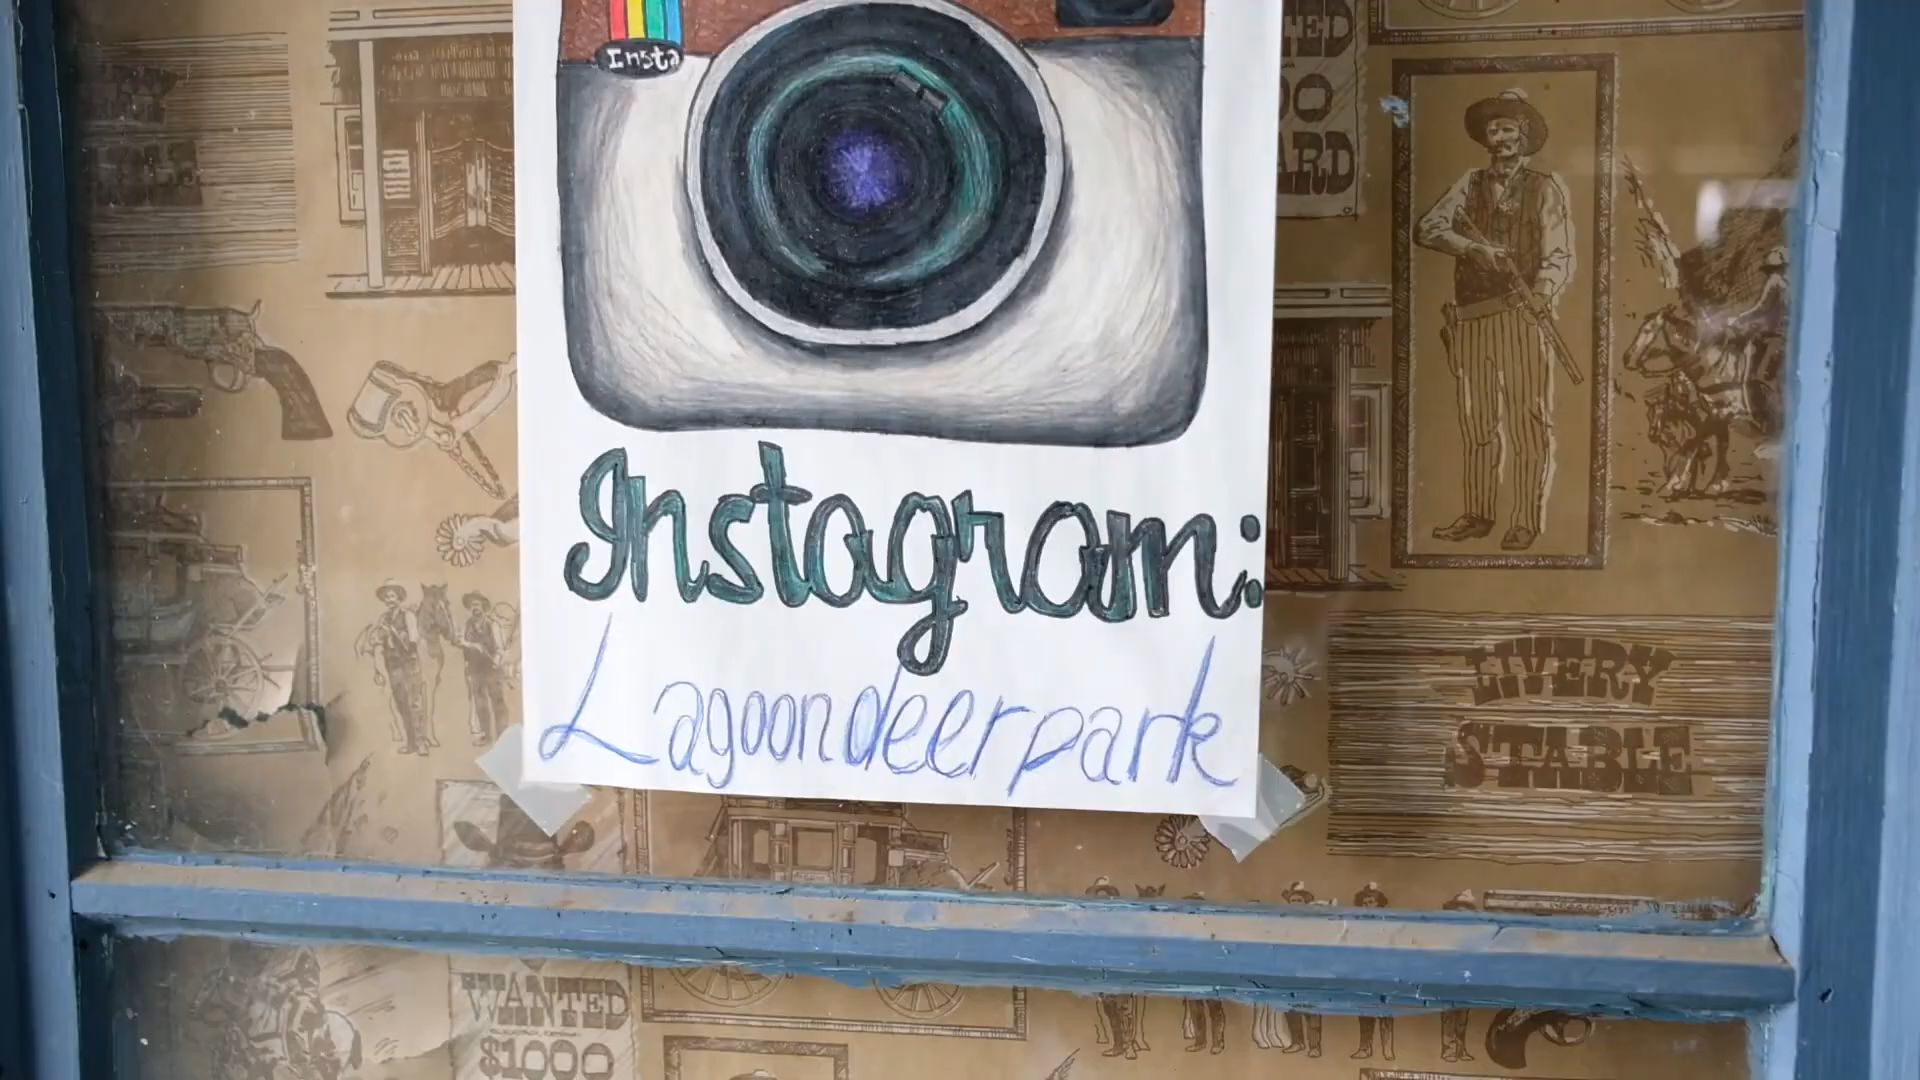 Insta
Instagram:
Lagoondeerpark
LIVERY
STABLE
WANTED
$1000